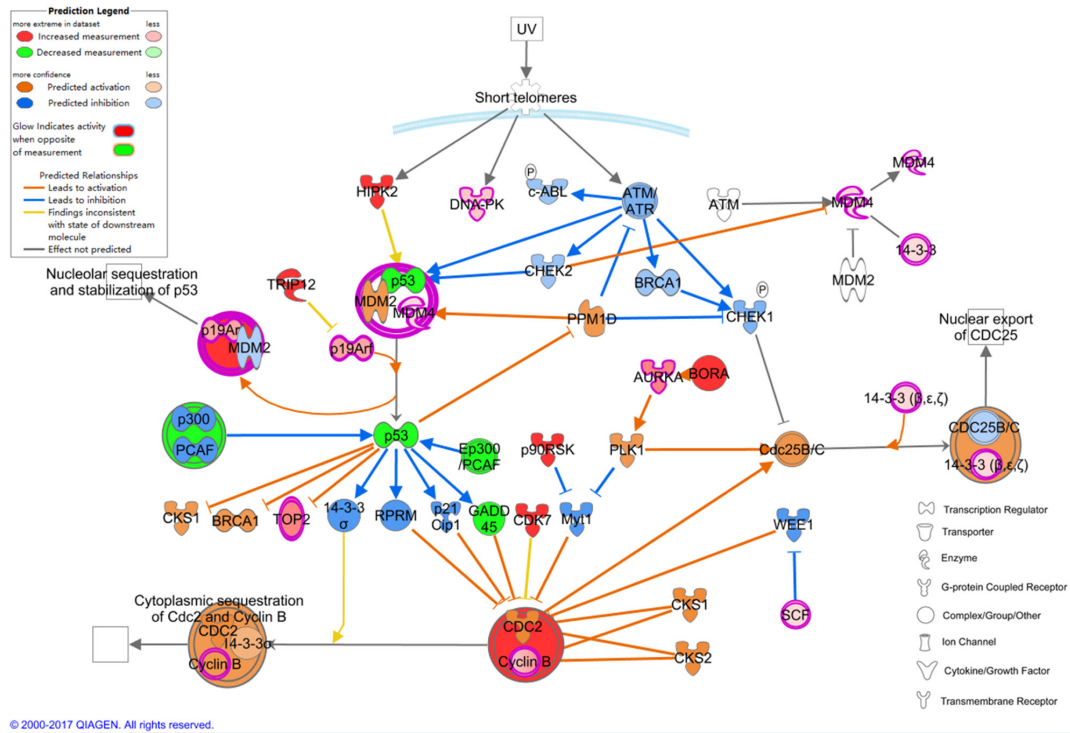 Prediction Legend
more extreme in dataset less
Increased measurement
Decreased measurement
more confidence less
Predicted activation
Predicted inhibition
Glow Indicates activity
when opposite
of measurement
Predicted Relationships
Leads to activation
Leads to inhibition
Findings inconsistent
with state of downstream
molecule
Effect not predicted
UV
Short telomeres
HIPK2
DNA-PK
P
c-ABL
ATM/
ATR
ATM
MDM4
MDM4
14-3-3
MDM2
Nucleolar sequestration
and stabilization of p53
TRIP12
p53
MDM2
MDM4
CHEK2
BRCA1
P
CHEK1
PPM1D
p19Arf
p19Arf
MDM2
Nuclear export
of CDC25
AURKA
BORA
14-3-3 (β,ε,ζ)
p300
PCAF
p53
Ep300
/PCAF
p90RSK
PLK1
Cdc25B/C
CDC25B/C
14-3-3 (β,ε,ζ)
CKS1
BRCA1
TOP2
14-3-3
σ
RPRM
p21
Cip1
GADD
45
CDK7
Myt1
WEE1
SCF
Cytoplasmic sequestration
of Cdc2 and Cyclin B
CDC2
14-3-3σ
Cyclin B
CDC2
Cyclin B
CKS1
CKS2
Transcription Regulator
Transporter
Enzyme
G-protein Coupled Receptor
Complex/Group/Other
Ion Channel
Cytokine/Growth Factor
Transmembrane Receptor
© 2000-2017 QIAGEN. All rights reserved.